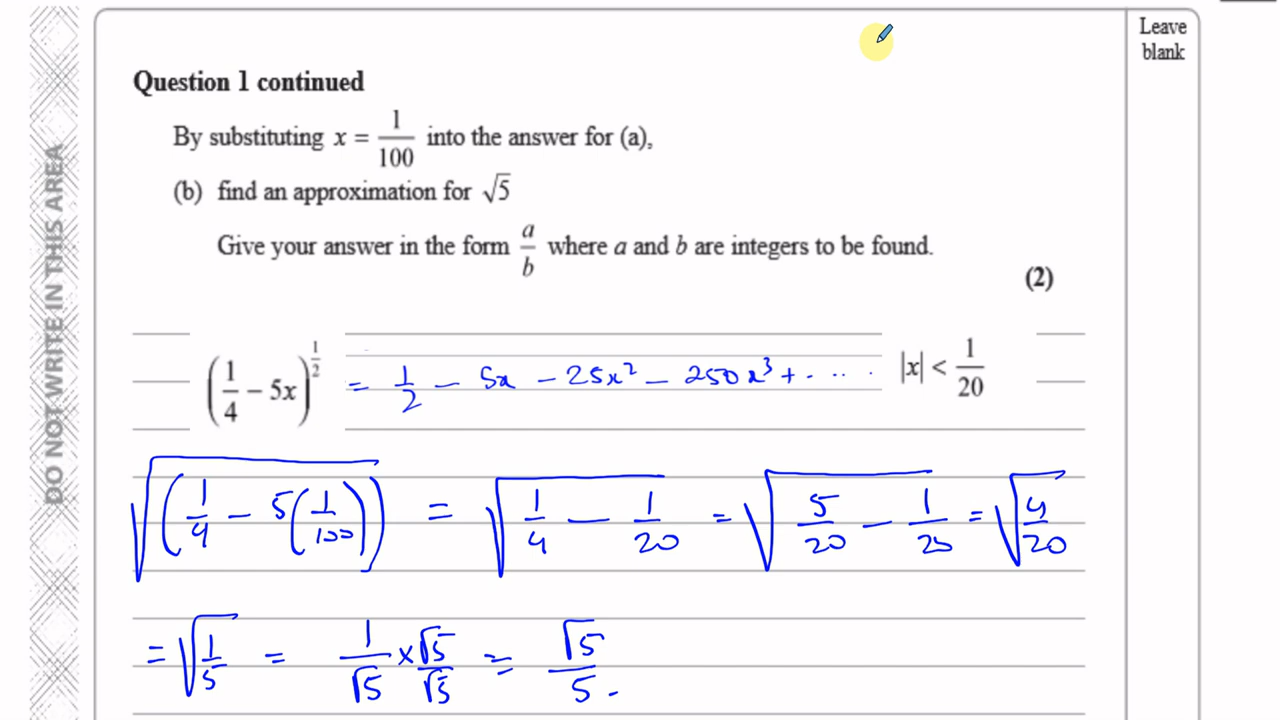 Leave
blank
DO NOT WRITE IN THIS AREA
Question 1 continued
By substituting x = 1/100 into the answer for (a),
(b) find an approximation for √5
Give your answer in the form a/b where a and b are integers to be found.
(2)
(1/4 − 5x)^(1/2) = 1/2 − 5x − 25x² − 250x³ + ..... |x| < 1/20
√(1/4 − 5(1/100)) = √(1/4 − 1/20) = √(5/20 − 1/20) = √(4/20)
= √(1/5) = 1/√5 × √5/√5 = √5/5.